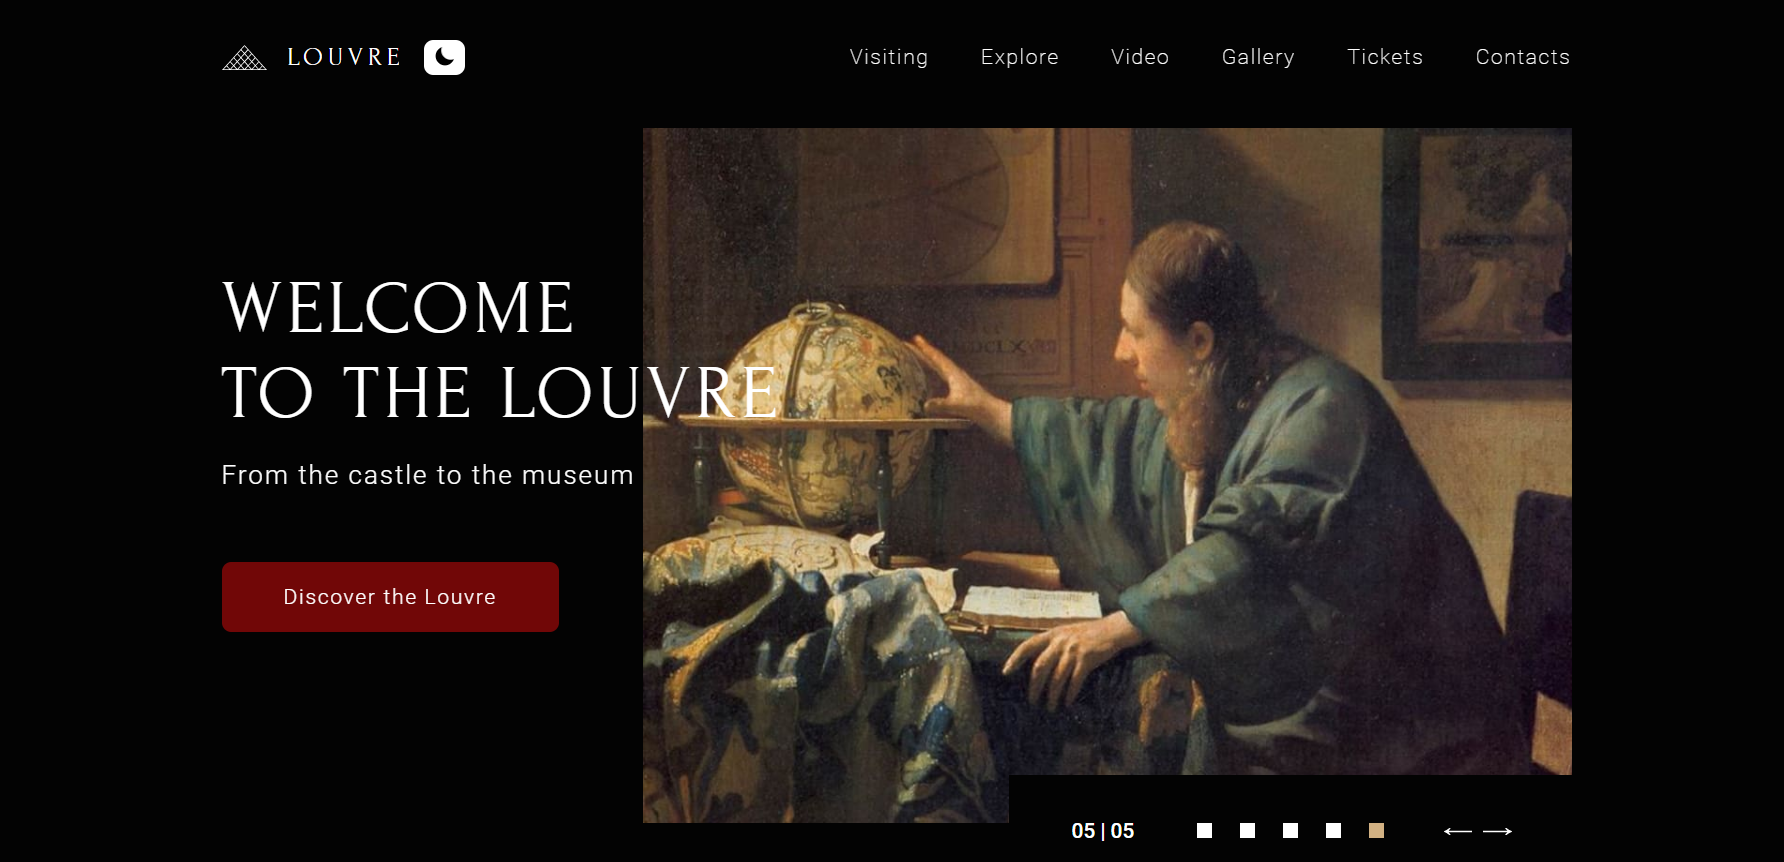 LOUVRE
Visiting
Explore
Video
Gallery
Tickets
Contacts
WELCOME
TO THE LOUVRE
From the castle to the museum
Discover the Louvre
05 | 05